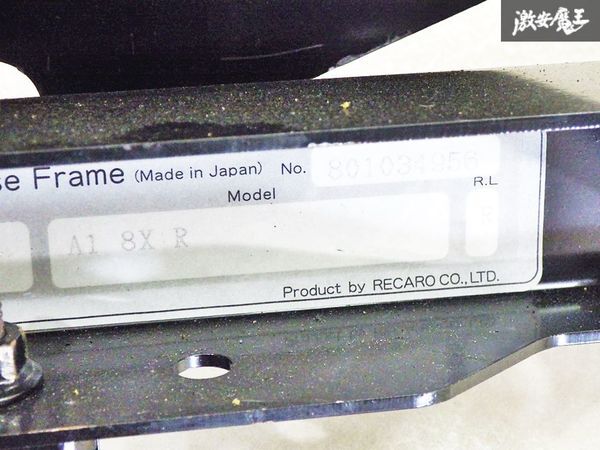 激安魔王
se Frame (Made in Japan) No. 801034956
Model R.L
A1 8X R R
Product by RECARO CO.,LTD.